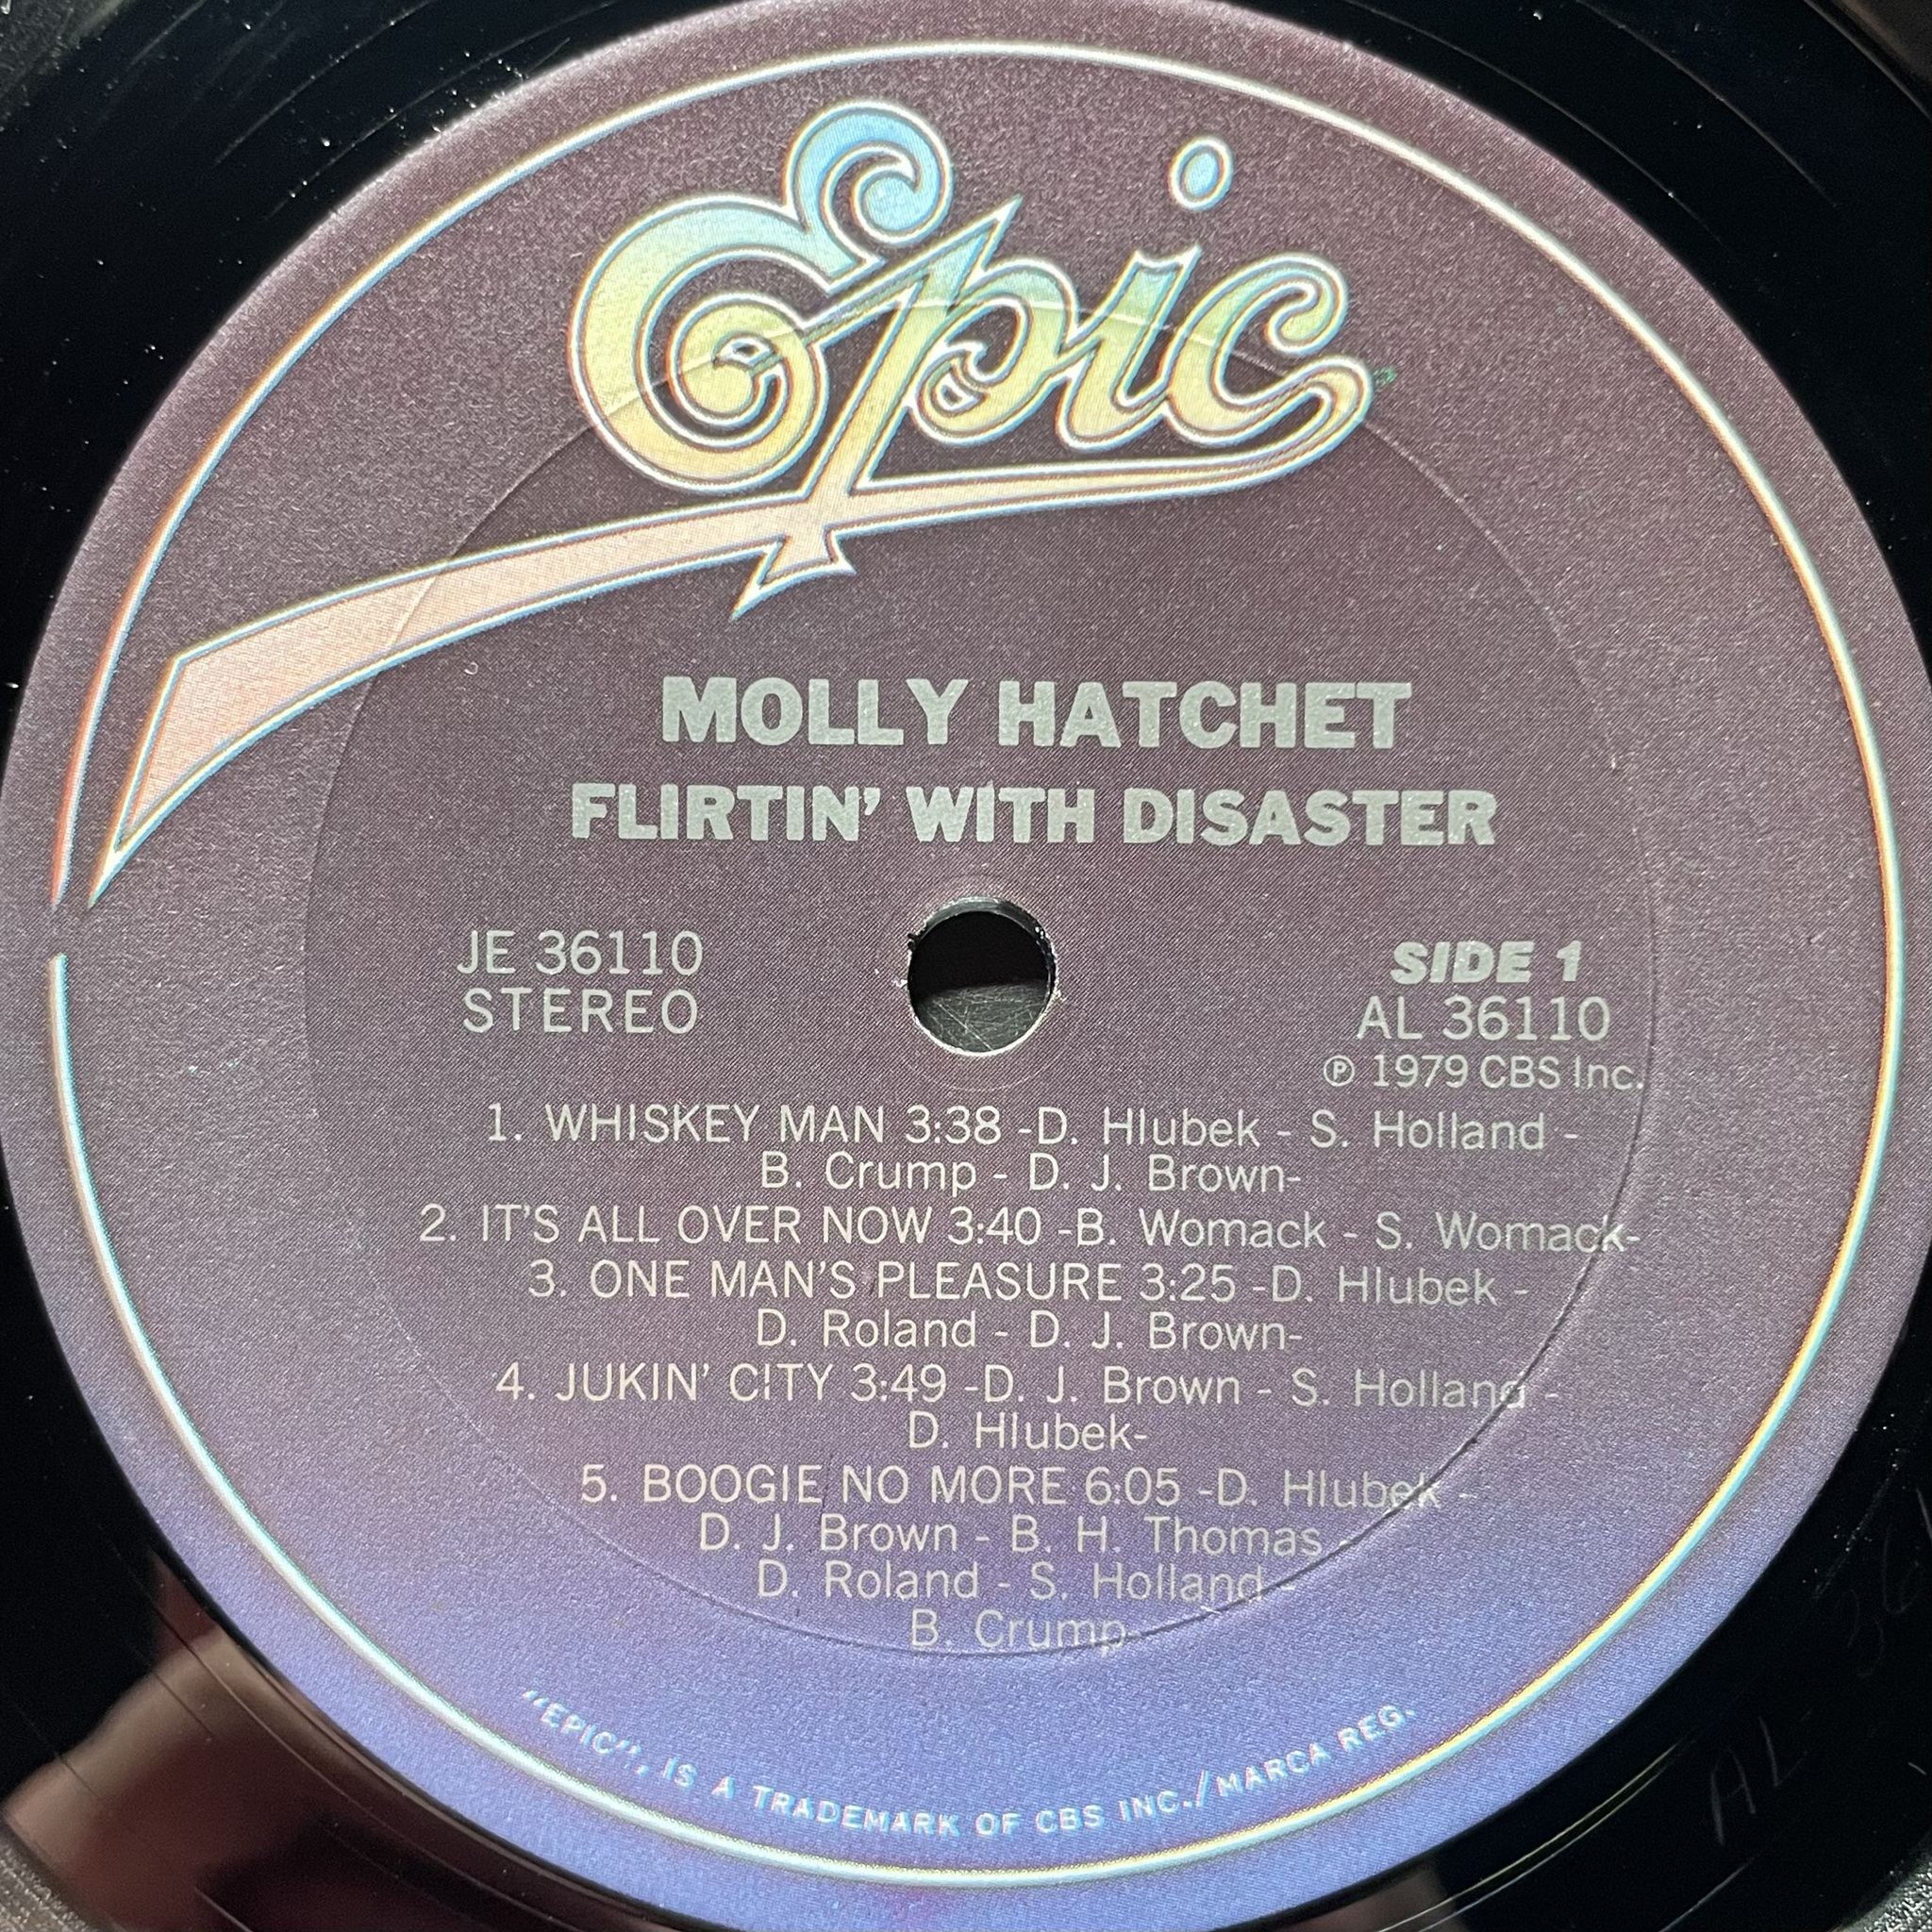 Epic
MOLLY HATCHET
FLIRTIN' WITH DISASTER
JE 36110
STEREO
SIDE 1
AL 36110
℗ 1979 CBS Inc.
1. WHISKEY MAN 3:38 -D. Hlubek - S. Holland -
B. Crump - D. J. Brown-
2. IT'S ALL OVER NOW 3:40 -B. Womack - S. Womack-
3. ONE MAN'S PLEASURE 3:25 -D. Hlubek -
D. Roland - D. J. Brown-
4. JUKIN' CITY 3:49 -D. J. Brown - S. Holland -
D. Hlubek-
5. BOOGIE NO MORE 6:05 -D. Hlubek -
D. J. Brown - B. H. Thomas -
D. Roland - S. Holland -
B. Crump-
"EPIC", IS A TRADEMARK OF CBS INC./MARCA REG.
AL